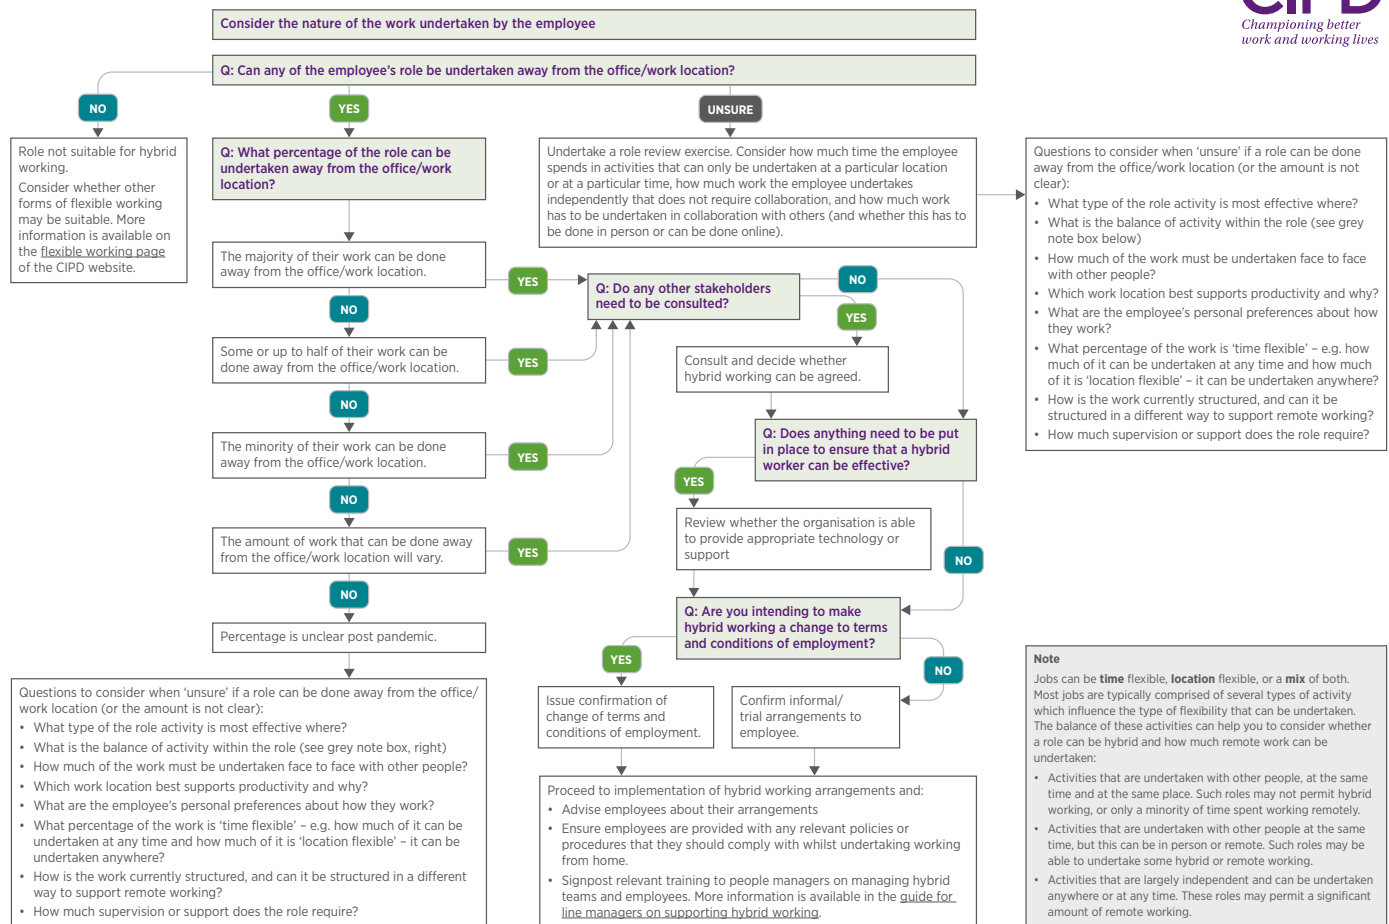 CIPD
Championing better
work and working lives
Consider the nature of the work undertaken by the employee
Q: Can any of the employee's role be undertaken away from the office/work location?
NO
YES
UNSURE
Role not suitable for hybrid
working.
Consider whether other
forms of flexible working
may be suitable. More
information is available on
the flexible working page
of the CIPD website.
Q: What percentage of the role can be
undertaken away from the office/work
location?
Undertake a role review exercise. Consider how much time the employee
spends in activities that can only be undertaken at a particular location
or at a particular time, how much work the employee undertakes
independently that does not require collaboration, and how much work
has to be undertaken in collaboration with others (and whether this has to
be done in person or can be done online).
Questions to consider when 'unsure' if a role can be done
away from the office/work location (or the amount is not
clear):
• What type of the role activity is most effective where?
• What is the balance of activity within the role (see grey
note box below)
• How much of the work must be undertaken face to face
with other people?
• Which work location best supports productivity and why?
• What are the employee's personal preferences about how
they work?
• What percentage of the work is 'time flexible' – e.g. how
much of it can be undertaken at any time and how much
of it is 'location flexible' – it can be undertaken anywhere?
• How is the work currently structured, and can it be
structured in a different way to support remote working?
• How much supervision or support does the role require?
The majority of their work can be done
away from the office/work location.
YES
NO
Some or up to half of their work can be
done away from the office/work location.
YES
NO
The minority of their work can be done
away from the office/work location.
YES
NO
The amount of work that can be done away
from the office/work location will vary.
YES
NO
Percentage is unclear post pandemic.
Questions to consider when 'unsure' if a role can be done away from the office/
work location (or the amount is not clear):
• What type of the role activity is most effective where?
• What is the balance of activity within the role (see grey note box, right)
• How much of the work must be undertaken face to face with other people?
• Which work location best supports productivity and why?
• What are the employee's personal preferences about how they work?
• What percentage of the work is 'time flexible' – e.g. how much of it can be
undertaken at any time and how much of it is 'location flexible' – it can be
undertaken anywhere?
• How is the work currently structured, and can it be structured in a different
way to support remote working?
• How much supervision or support does the role require?
Q: Do any other stakeholders
need to be consulted?
NO
YES
Consult and decide whether
hybrid working can be agreed.
Q: Does anything need to be put
in place to ensure that a hybrid
worker can be effective?
YES
Review whether the organisation is able
to provide appropriate technology or
support
NO
Q: Are you intending to make
hybrid working a change to terms
and conditions of employment?
YES
NO
Issue confirmation of
change of terms and
conditions of employment.
Confirm informal/
trial arrangements to
employee.
Proceed to implementation of hybrid working arrangements and:
• Advise employees about their arrangements
• Ensure employees are provided with any relevant policies or
procedures that they should comply with whilst undertaking working
from home.
• Signpost relevant training to people managers on managing hybrid
teams and employees. More information is available in the guide for
line managers on supporting hybrid working.
Note
Jobs can be time flexible, location flexible, or a mix of both.
Most jobs are typically comprised of several types of activity
which influence the type of flexibility that can be undertaken.
The balance of these activities can help you to consider whether
a role can be hybrid and how much remote work can be
undertaken:
• Activities that are undertaken with other people, at the same
time and at the same place. Such roles may not permit hybrid
working, or only a minority of time spent working remotely.
• Activities that are undertaken with other people at the same
time, but this can be in person or remote. Such roles may be
able to undertake some hybrid or remote working.
• Activities that are largely independent and can be undertaken
anywhere or at any time. These roles may permit a significant
amount of remote working.